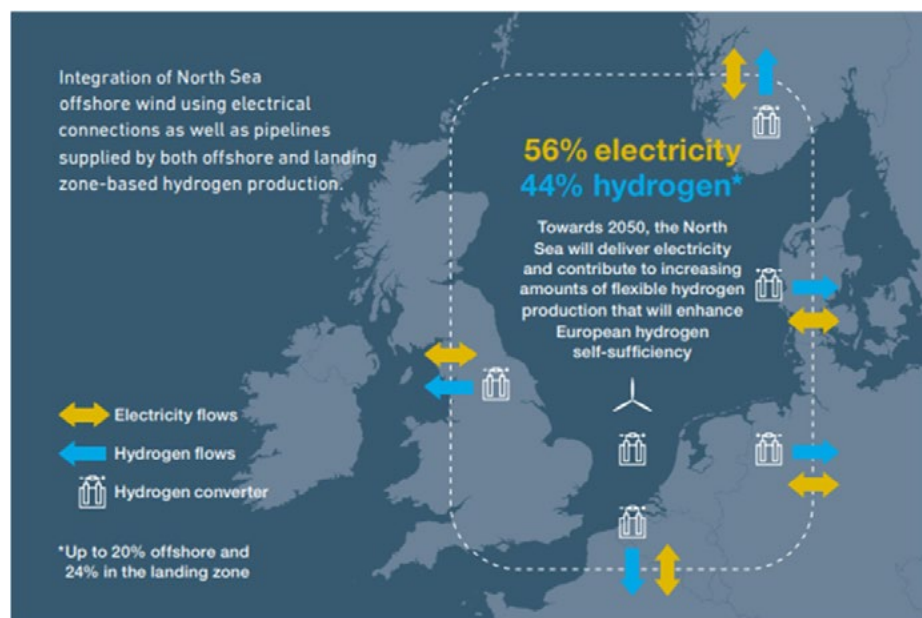 Integration of North Sea
offshore wind using electrical
connections as well as pipelines
supplied by both offshore and landing
zone-based hydrogen production.
56% electricity
44% hydrogen*
Towards 2050, the North
Sea will deliver electricity
and contribute to increasing
amounts of flexible hydrogen
production that will enhance
European hydrogen
self-sufficiency
Electricity flows
Hydrogen flows
Hydrogen converter
*Up to 20% offshore and
24% in the landing zone